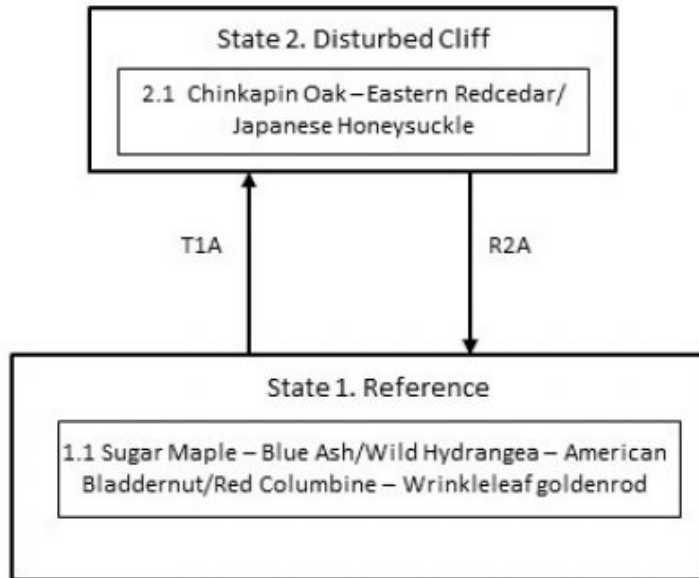 State 2. Disturbed Cliff
2.1 Chinkapin Oak – Eastern Redcedar/
Japanese Honeysuckle
T1A
R2A
State 1. Reference
1.1 Sugar Maple – Blue Ash/Wild Hydrangea – American
Bladdernut/Red Columbine – Wrinkleleaf goldenrod